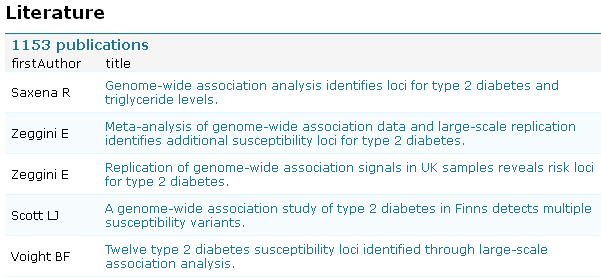 Literature
1153 publications
firstAuthor title
Saxena R Genome-wide association analysis identifies loci for type 2 diabetes and
triglyceride levels.
Zeggini E Meta-analysis of genome-wide association data and large-scale replication
identifies additional susceptibility loci for type 2 diabetes.
Zeggini E Replication of genome-wide association signals in UK samples reveals risk loci
for type 2 diabetes.
Scott LJ A genome-wide association study of type 2 diabetes in Finns detects multiple
susceptibility variants.
Voight BF Twelve type 2 diabetes susceptibility loci identified through large-scale
association analysis.